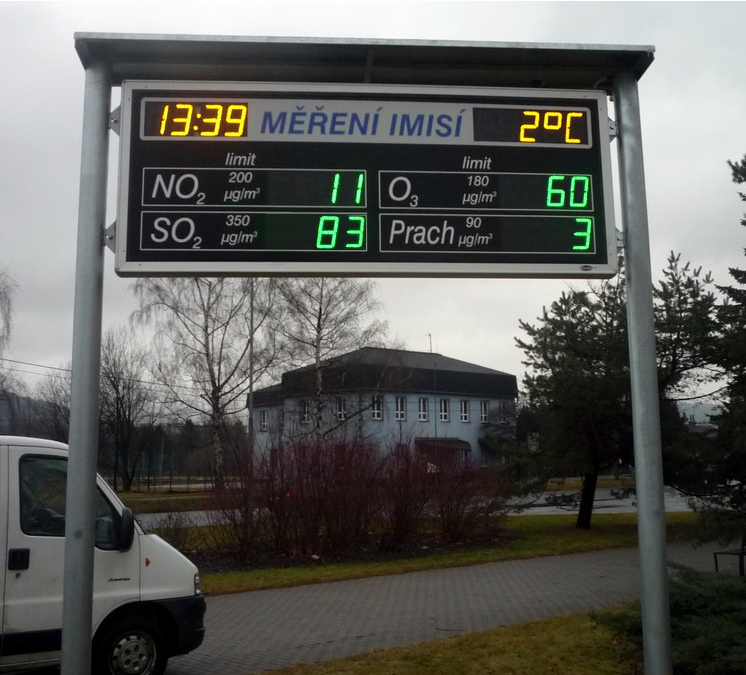 13:39 MĚŘENÍ IMISÍ 2°C
limit limit
NO₂ 200 µg/m³ 11
O₃ 180 µg/m³ 60
SO₂ 350 µg/m³ 83
Prach 90 µg/m³ 3